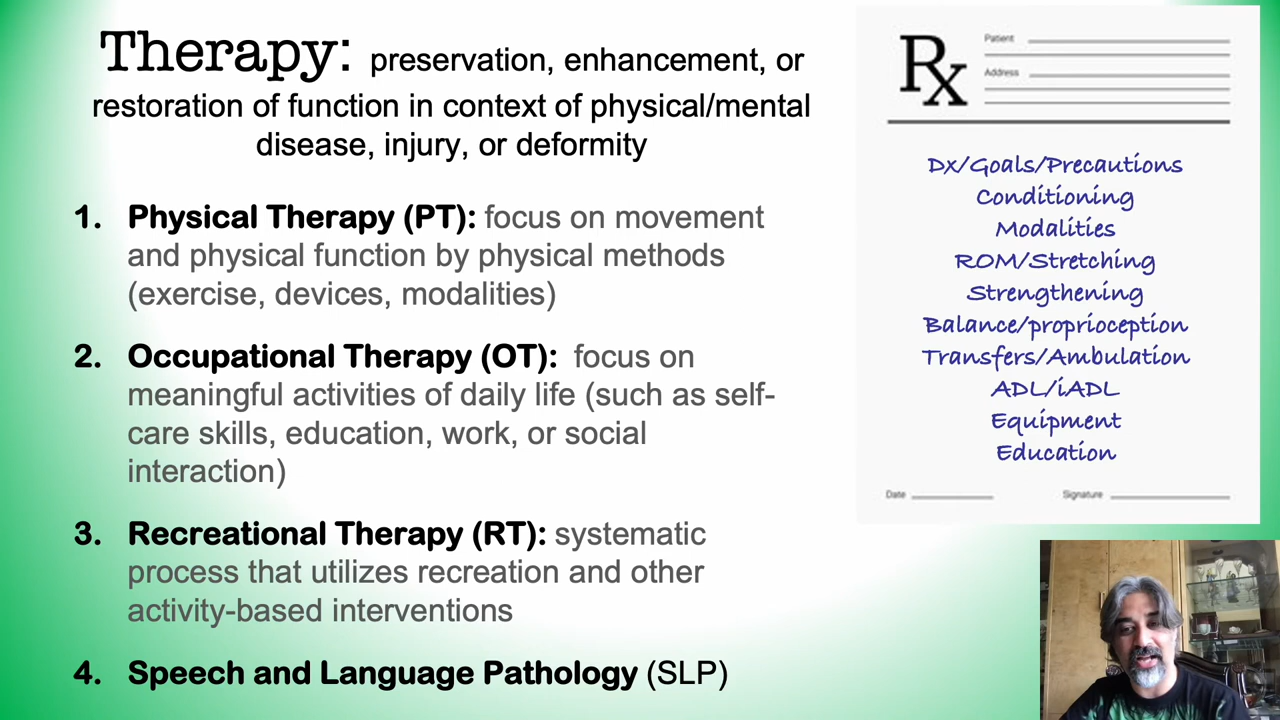 Therapy: preservation, enhancement, or
restoration of function in context of physical/mental
disease, injury, or deformity
1. Physical Therapy (PT): focus on movement
and physical function by physical methods
(exercise, devices, modalities)
2. Occupational Therapy (OT): focus on
meaningful activities of daily life (such as self-
care skills, education, work, or social
interaction)
3. Recreational Therapy (RT): systematic
process that utilizes recreation and other
activity-based interventions
4. Speech and Language Pathology (SLP)
Rx
Patient
Address
Dx/Goals/Precautions
Conditioning
Modalities
ROM/Stretching
Strengthening
Balance/proprioception
Transfers/Ambulation
ADL/iADL
Equipment
Education
Date Signature